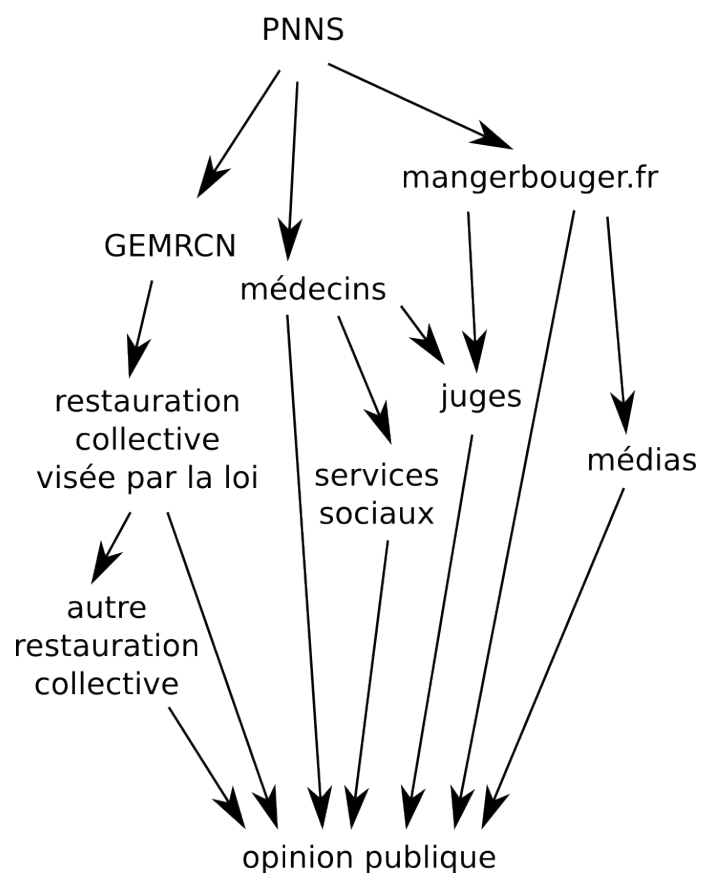 PNNS
mangerbouger.fr
GEMRCN
médecins
restauration
collective
visée par la loi
juges
services
sociaux
médias
autre
restauration
collective
opinion publique